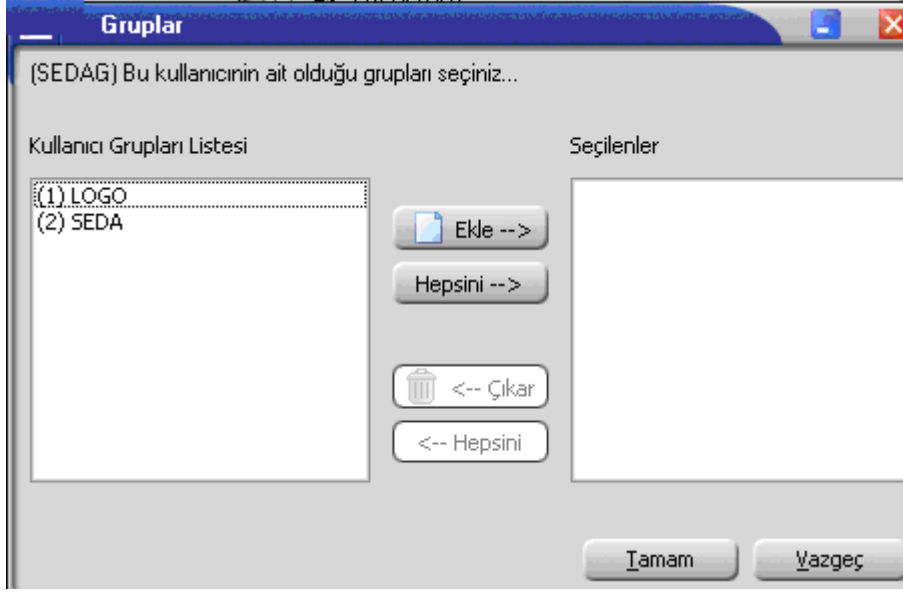 Gruplar
(SEDAG) Bu kullanıcının ait olduğu grupları seçiniz...
Kullanıcı Grupları Listesi
Seçilenler
(1) LOGO
(2) SEDA
Ekle -->
Hepsini -->
<-- Çıkar
<-- Hepsini
Tamam
Vazgeç